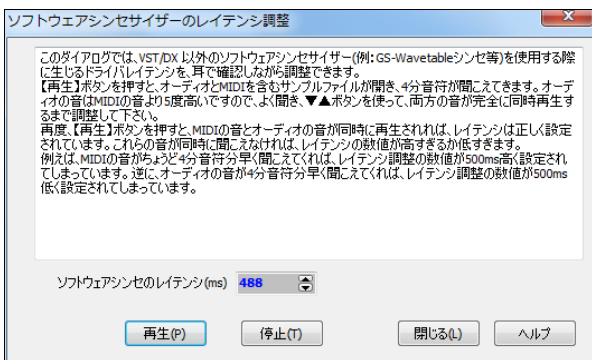 ソフトウェアシンセサイザーのレイテンシ調整
このダイアログでは、VST/DX 以外のソフトウェアシンセサイザー(例：GS-Wavetableシンセ等)を使用する際
に生じるドライバレイテンシを、耳で確認しながら調整できます。
【再生】ボタンを押すと、オーディオとMIDIを含むサンプルファイルが開き、4分音符が聞こえてきます。オーデ
ィオの音はMIDIの音より5度高いですので、よく聞き、▼▲ボタンを使って、両方の音が完全に同時再生す
るまで調整して下さい。
再度、【再生】ボタンを押すと、MIDIの音とオーディオの音が同時に再生されれば、レイテンシは正しく設定
されています。これらの音が同時に聞こえなければ、レイテンシの数値が高すぎるか低すぎます。
例えば、MIDIの音がちょうど4分音符分早く聞こえてくれば、レイテンシ調整の数値が500ms高く設定され
てしまっています。逆に、オーディオの音が4分音符分早く聞こえてくれば、レイテンシ調整の数値が500ms
低く設定されてしまっています。
ソフトウェアシンセのレイテンシ(ms) 488
再生(P) 停止(T) 閉じる(L) ヘルプ